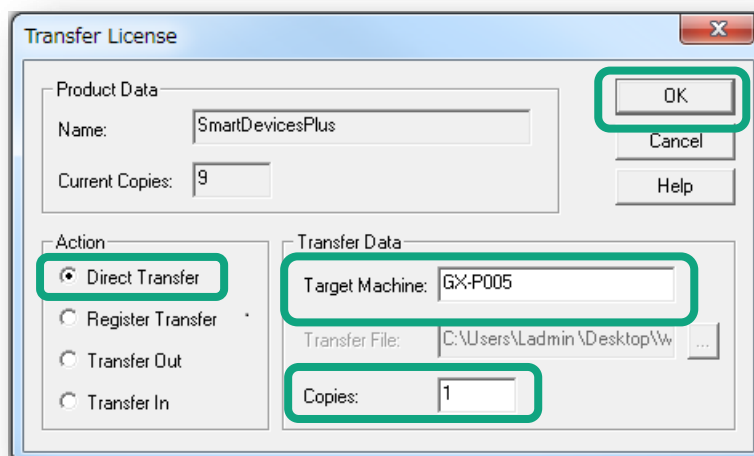 Transfer License
Product Data
Name: SmartDevicesPlus
Current Copies: 9
OK
Cancel
Help
Action
Direct Transfer
Register Transfer
Transfer Out
Transfer In
Transfer Data
Target Machine: GX-P005
Transfer File: C:\Users\Ladmin\Desktop\W ...
Copies: 1